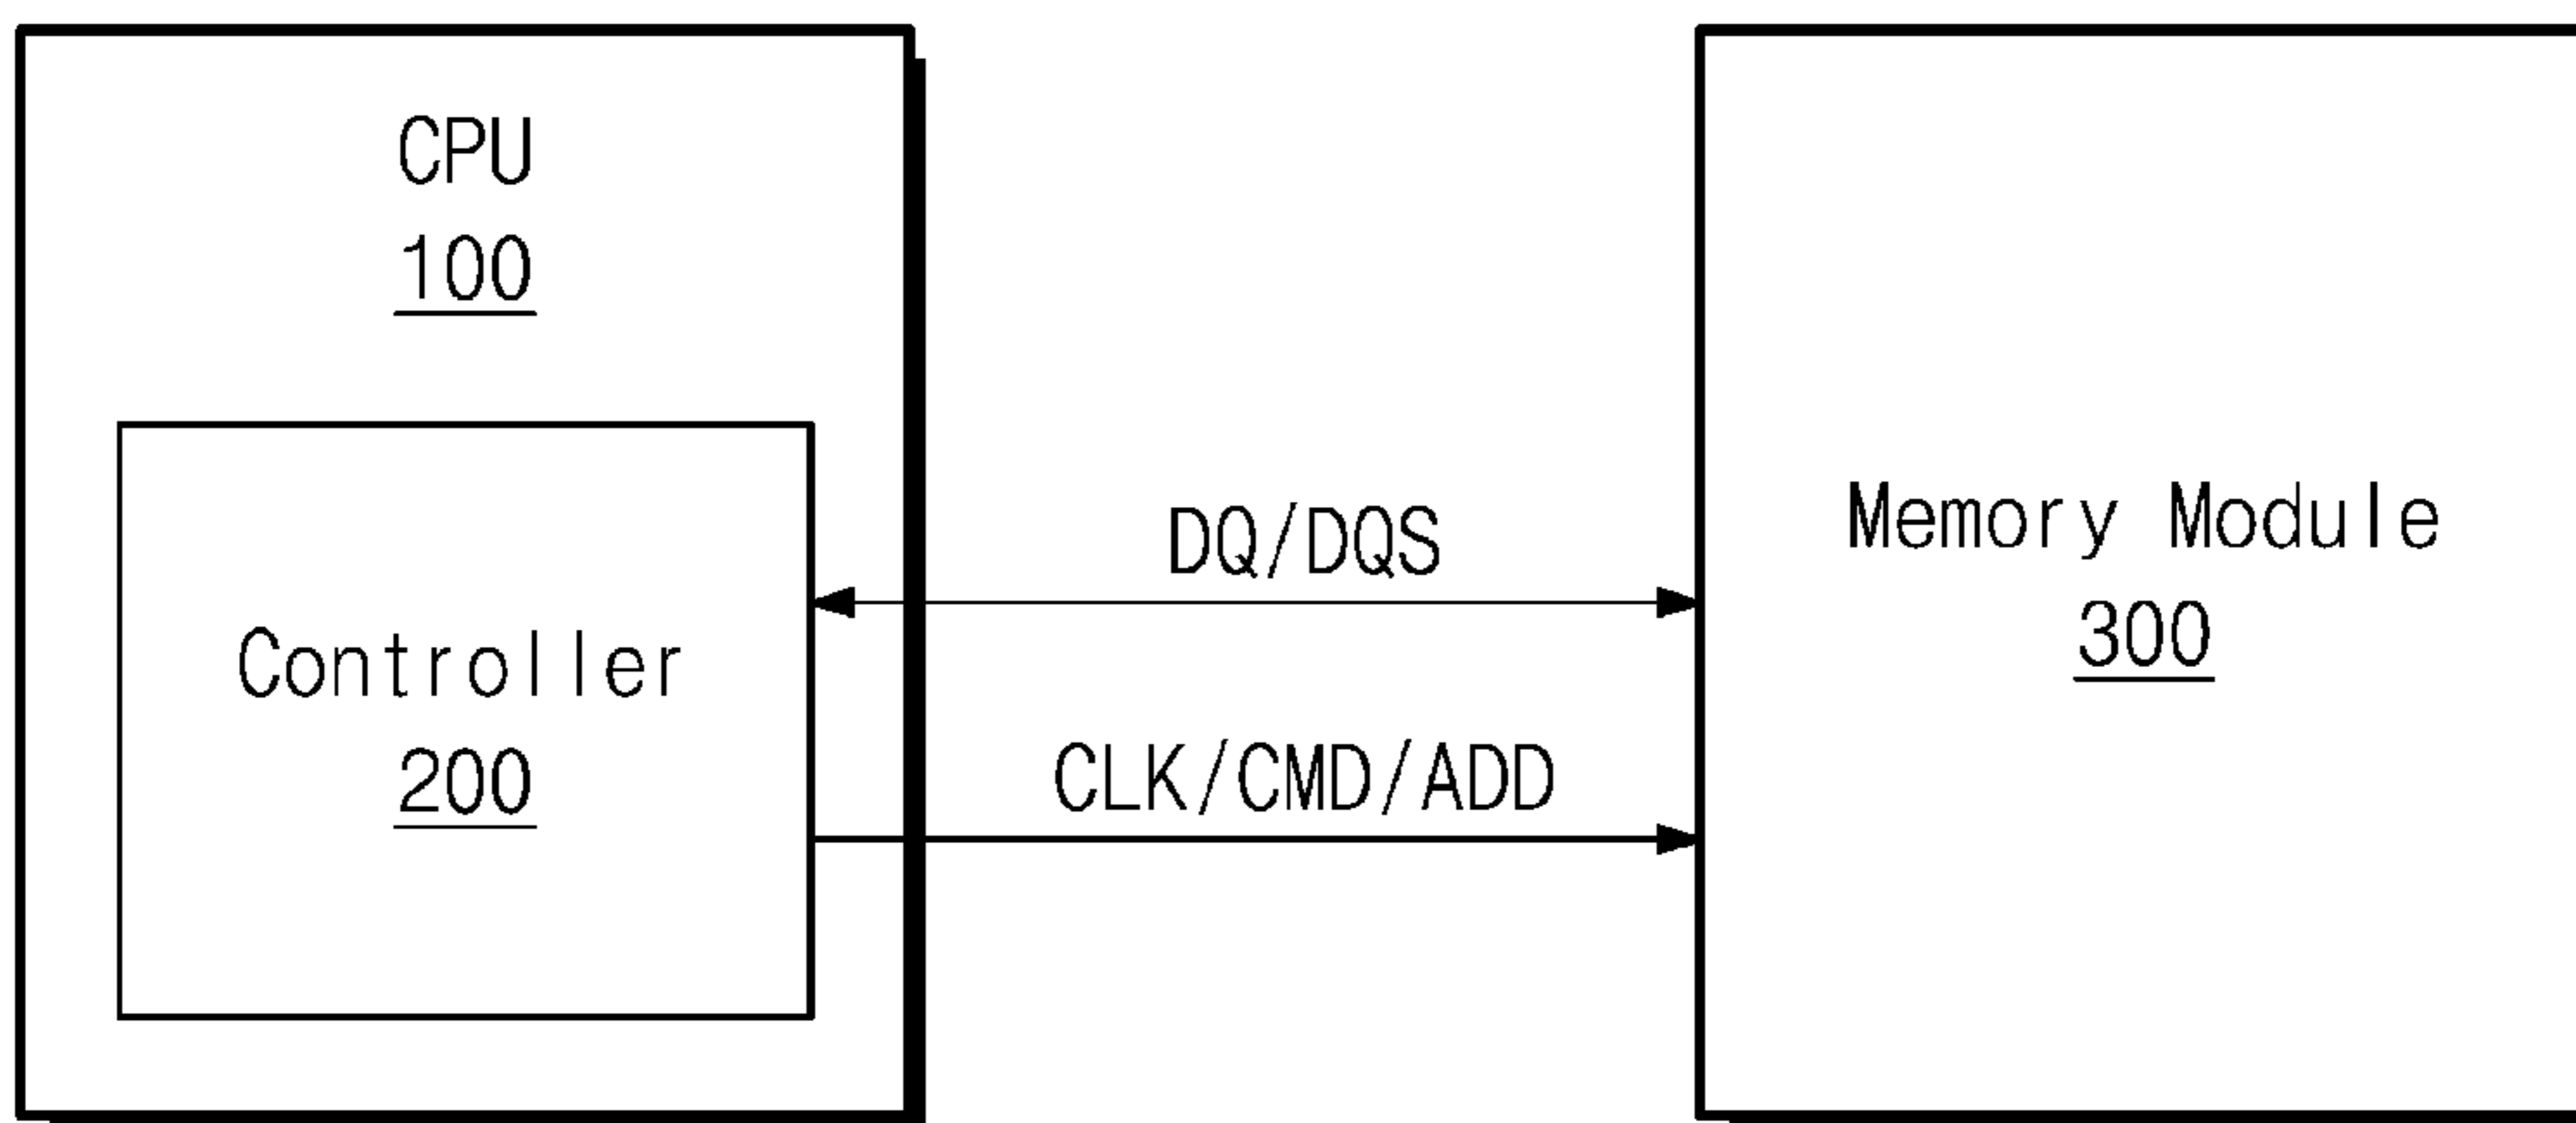 CPU
100
Controller
200
DQ/DQS
CLK/CMD/ADD
Memory Module
300